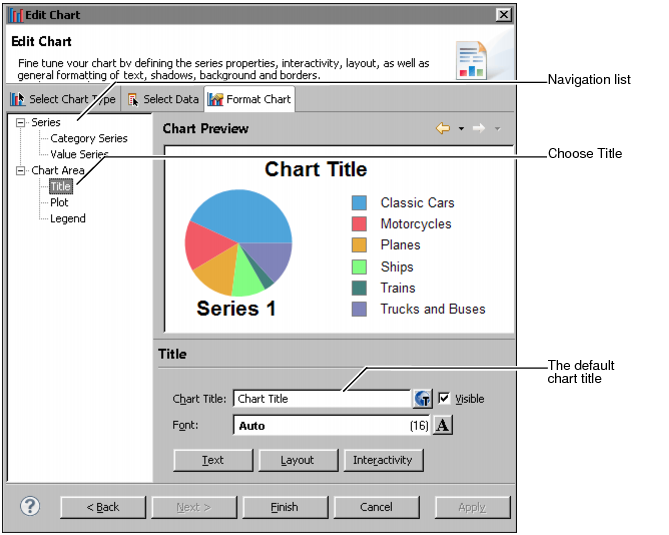 Edit Chart
Edit Chart
Fine tune your chart by defining the series properties, interactivity, layout, as well as
general formatting of text, shadows, background and borders.
Navigation list
Select Chart Type
Select Data
Format Chart
Series
Category Series
Value Series
Chart Area
Title
Plot
Legend
Choose Title
Chart Preview
Chart Title
Classic Cars
Motorcycles
Planes
Ships
Trains
Trucks and Buses
Series 1
Title
The default
chart title
Chart Title: Chart Title
Visible
Font: Auto (16) A
Text
Layout
Interactivity
?
< Back
Next >
Finish
Cancel
Apply